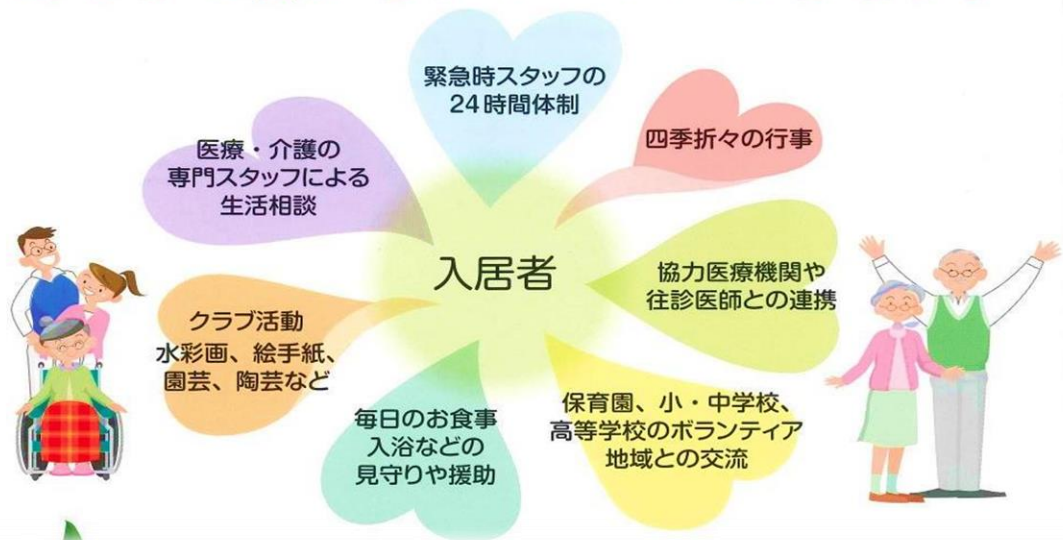 緊急時スタッフの
24時間体制
四季折々の行事
医療・介護の
専門スタッフによる
生活相談
入居者
協力医療機関や
往診医師との連携
クラブ活動
水彩画、絵手紙、
園芸、陶芸など
毎日のお食事
入浴などの
見守りや援助
保育園、小・中学校、
高等学校のボランティア
地域との交流